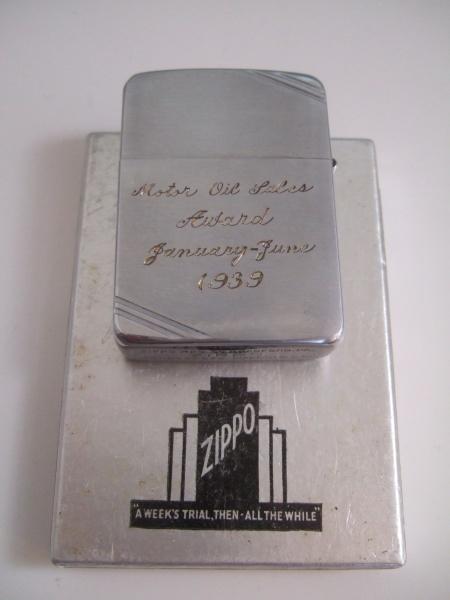 Motor Oil Sales
Award
January-June
1939
ZIPPO
"A WEEK'S TRIAL, THEN-ALL THE WHILE"